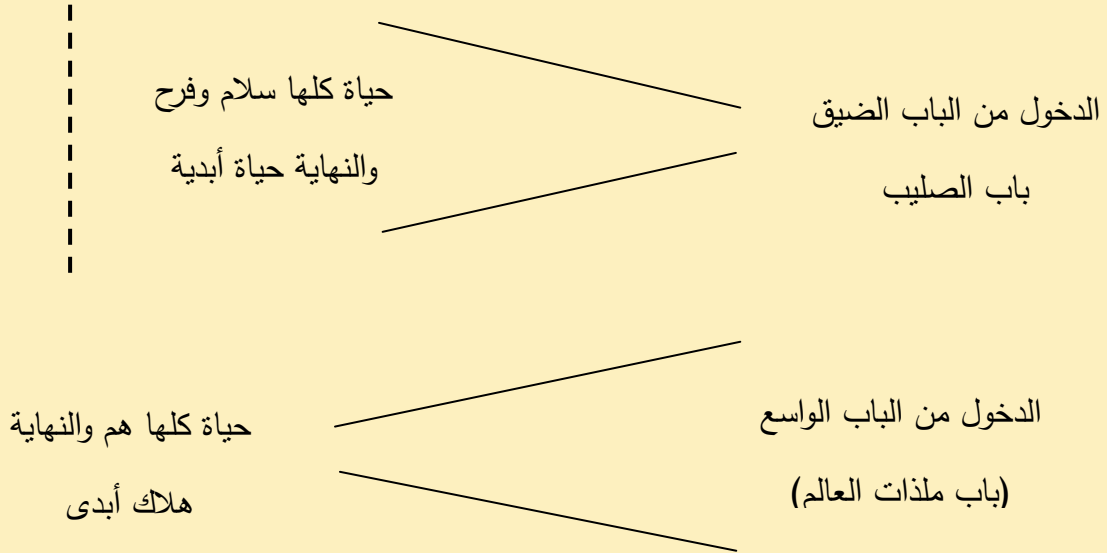 الدخول من الباب الضيق
باب الصليب
حياة كلها سلام وفرح
والنهاية حياة أبدية
الدخول من الباب الواسع
(باب ملذات العالم)
حياة كلها هم والنهاية
هلاك أبدى